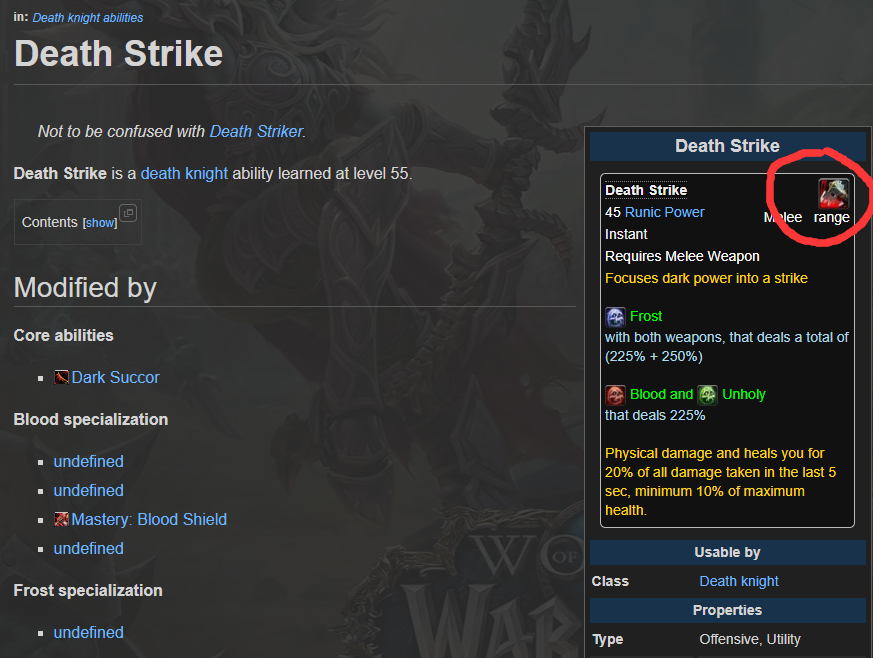 in: Death knight abilities
Death Strike
Not to be confused with Death Striker.
Death Strike is a death knight ability learned at level 55.
Contents [show]
Modified by
Core abilities
Dark Succor
Blood specialization
undefined
undefined
Mastery: Blood Shield
undefined
Frost specialization
undefined
Death Strike
Death Strike
45 Runic Power
Melee range
Instant
Requires Melee Weapon
Focuses dark power into a strike
Frost
with both weapons, that deals a total of
(225% + 250%)
Blood and Unholy
that deals 225%
Physical damage and heals you for
20% of all damage taken in the last 5
sec, minimum 10% of maximum
health.
Usable by
Class Death knight
Properties
Type Offensive, Utility
W OF
WAR